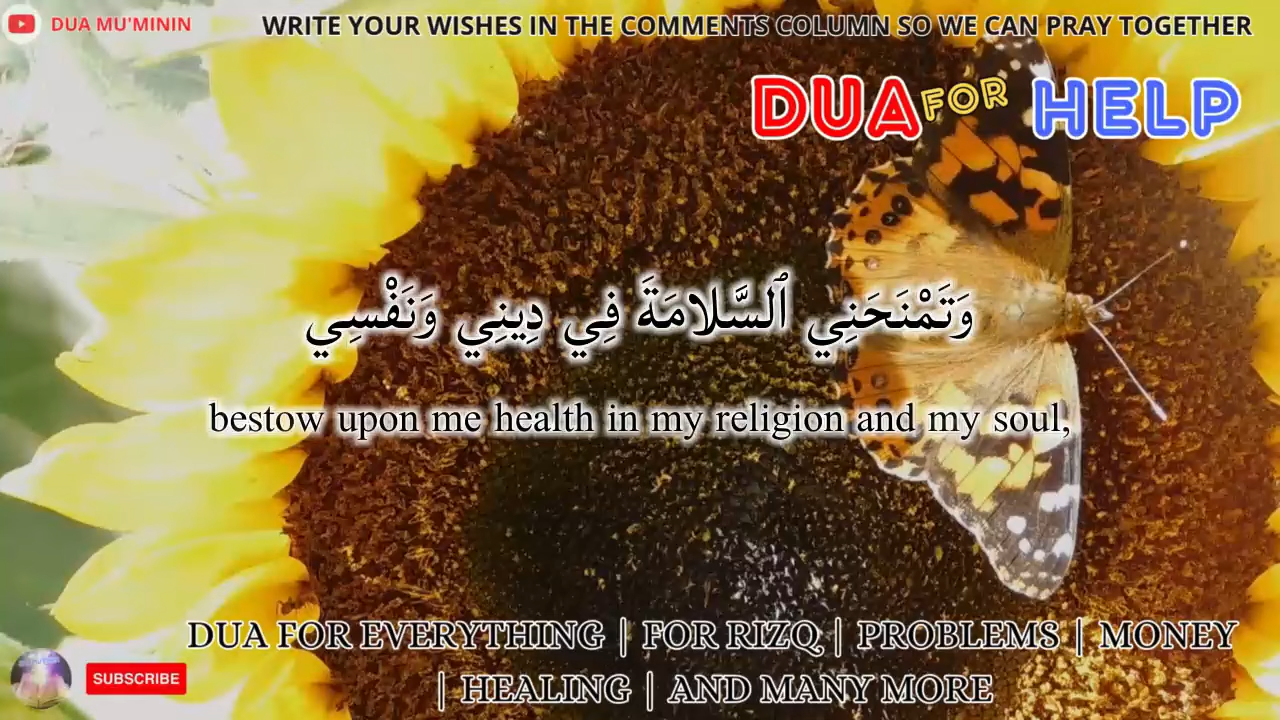 DUA MU'MININ
WRITE YOUR WISHES IN THE COMMENTS COLUMN SO WE CAN PRAY TOGETHER
DUA FOR HELP
وَتَمْنَحَنِي ٱلسَّلامَةَ فِي دِينِي وَنَفْسِي
bestow upon me health in my religion and my soul,
DUA FOR EVERYTHING | FOR RIZQ | PROBLEMS | MONEY
| HEALING | AND MANY MORE
SUBSCRIBE